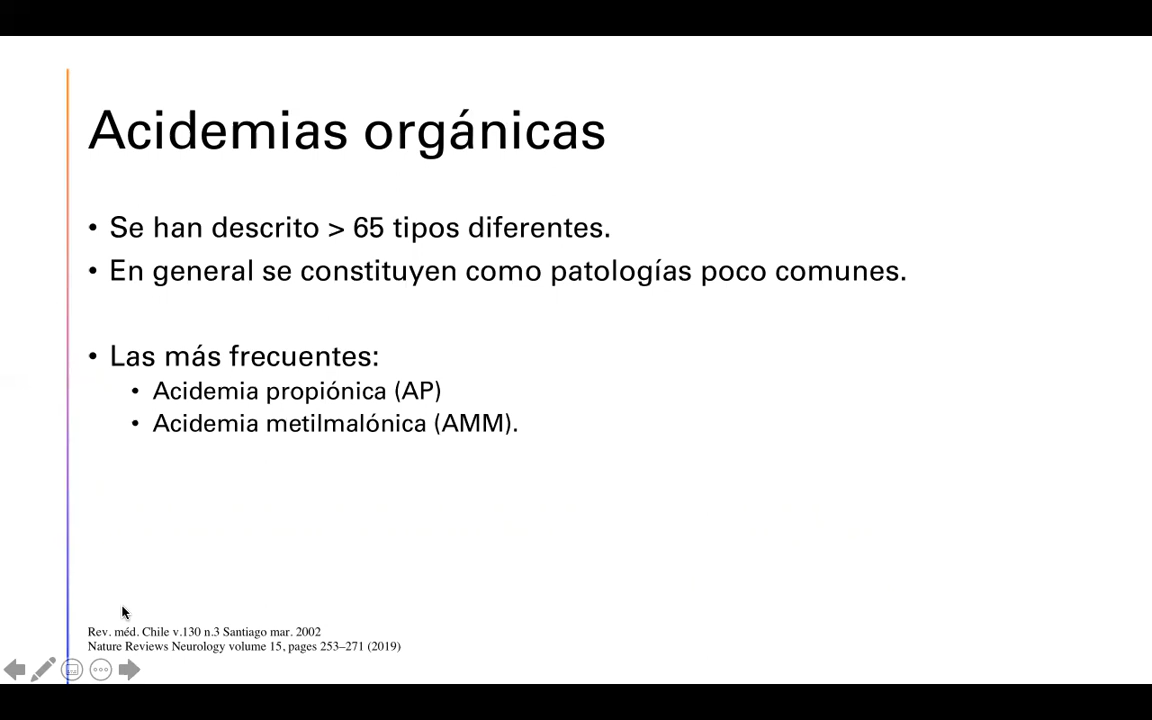 Acidemias orgánicas
• Se han descrito > 65 tipos diferentes.
• En general se constituyen como patologías poco comunes.
• Las más frecuentes:
• Acidemia propiónica (AP)
• Acidemia metilmalónica (AMM).
Rev. méd. Chile v.130 n.3 Santiago mar. 2002
Nature Reviews Neurology volume 15, pages 253–271 (2019)